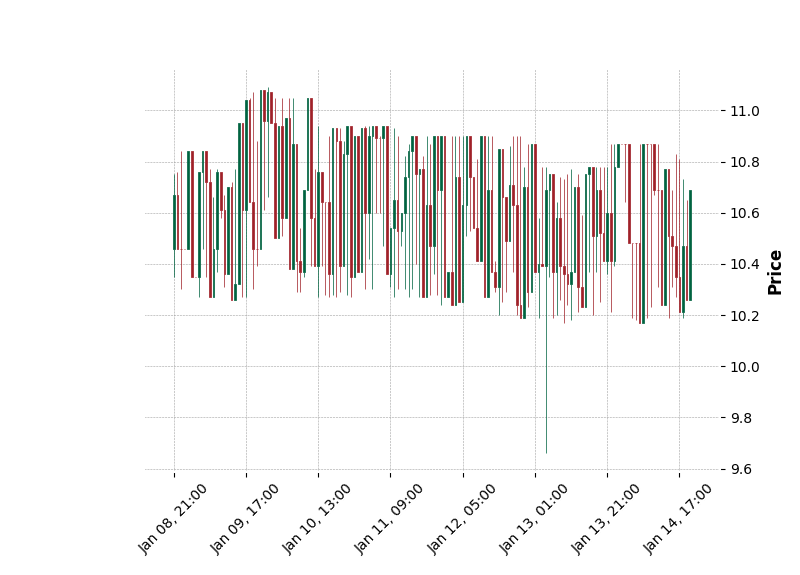 11.0
10.8
10.6
10.4
10.2
10.0
9.8
9.6
Price
Jan 08, 21:00
Jan 09, 17:00
Jan 10, 13:00
Jan 11, 09:00
Jan 12, 05:00
Jan 13, 01:00
Jan 13, 21:00
Jan 14, 17:00